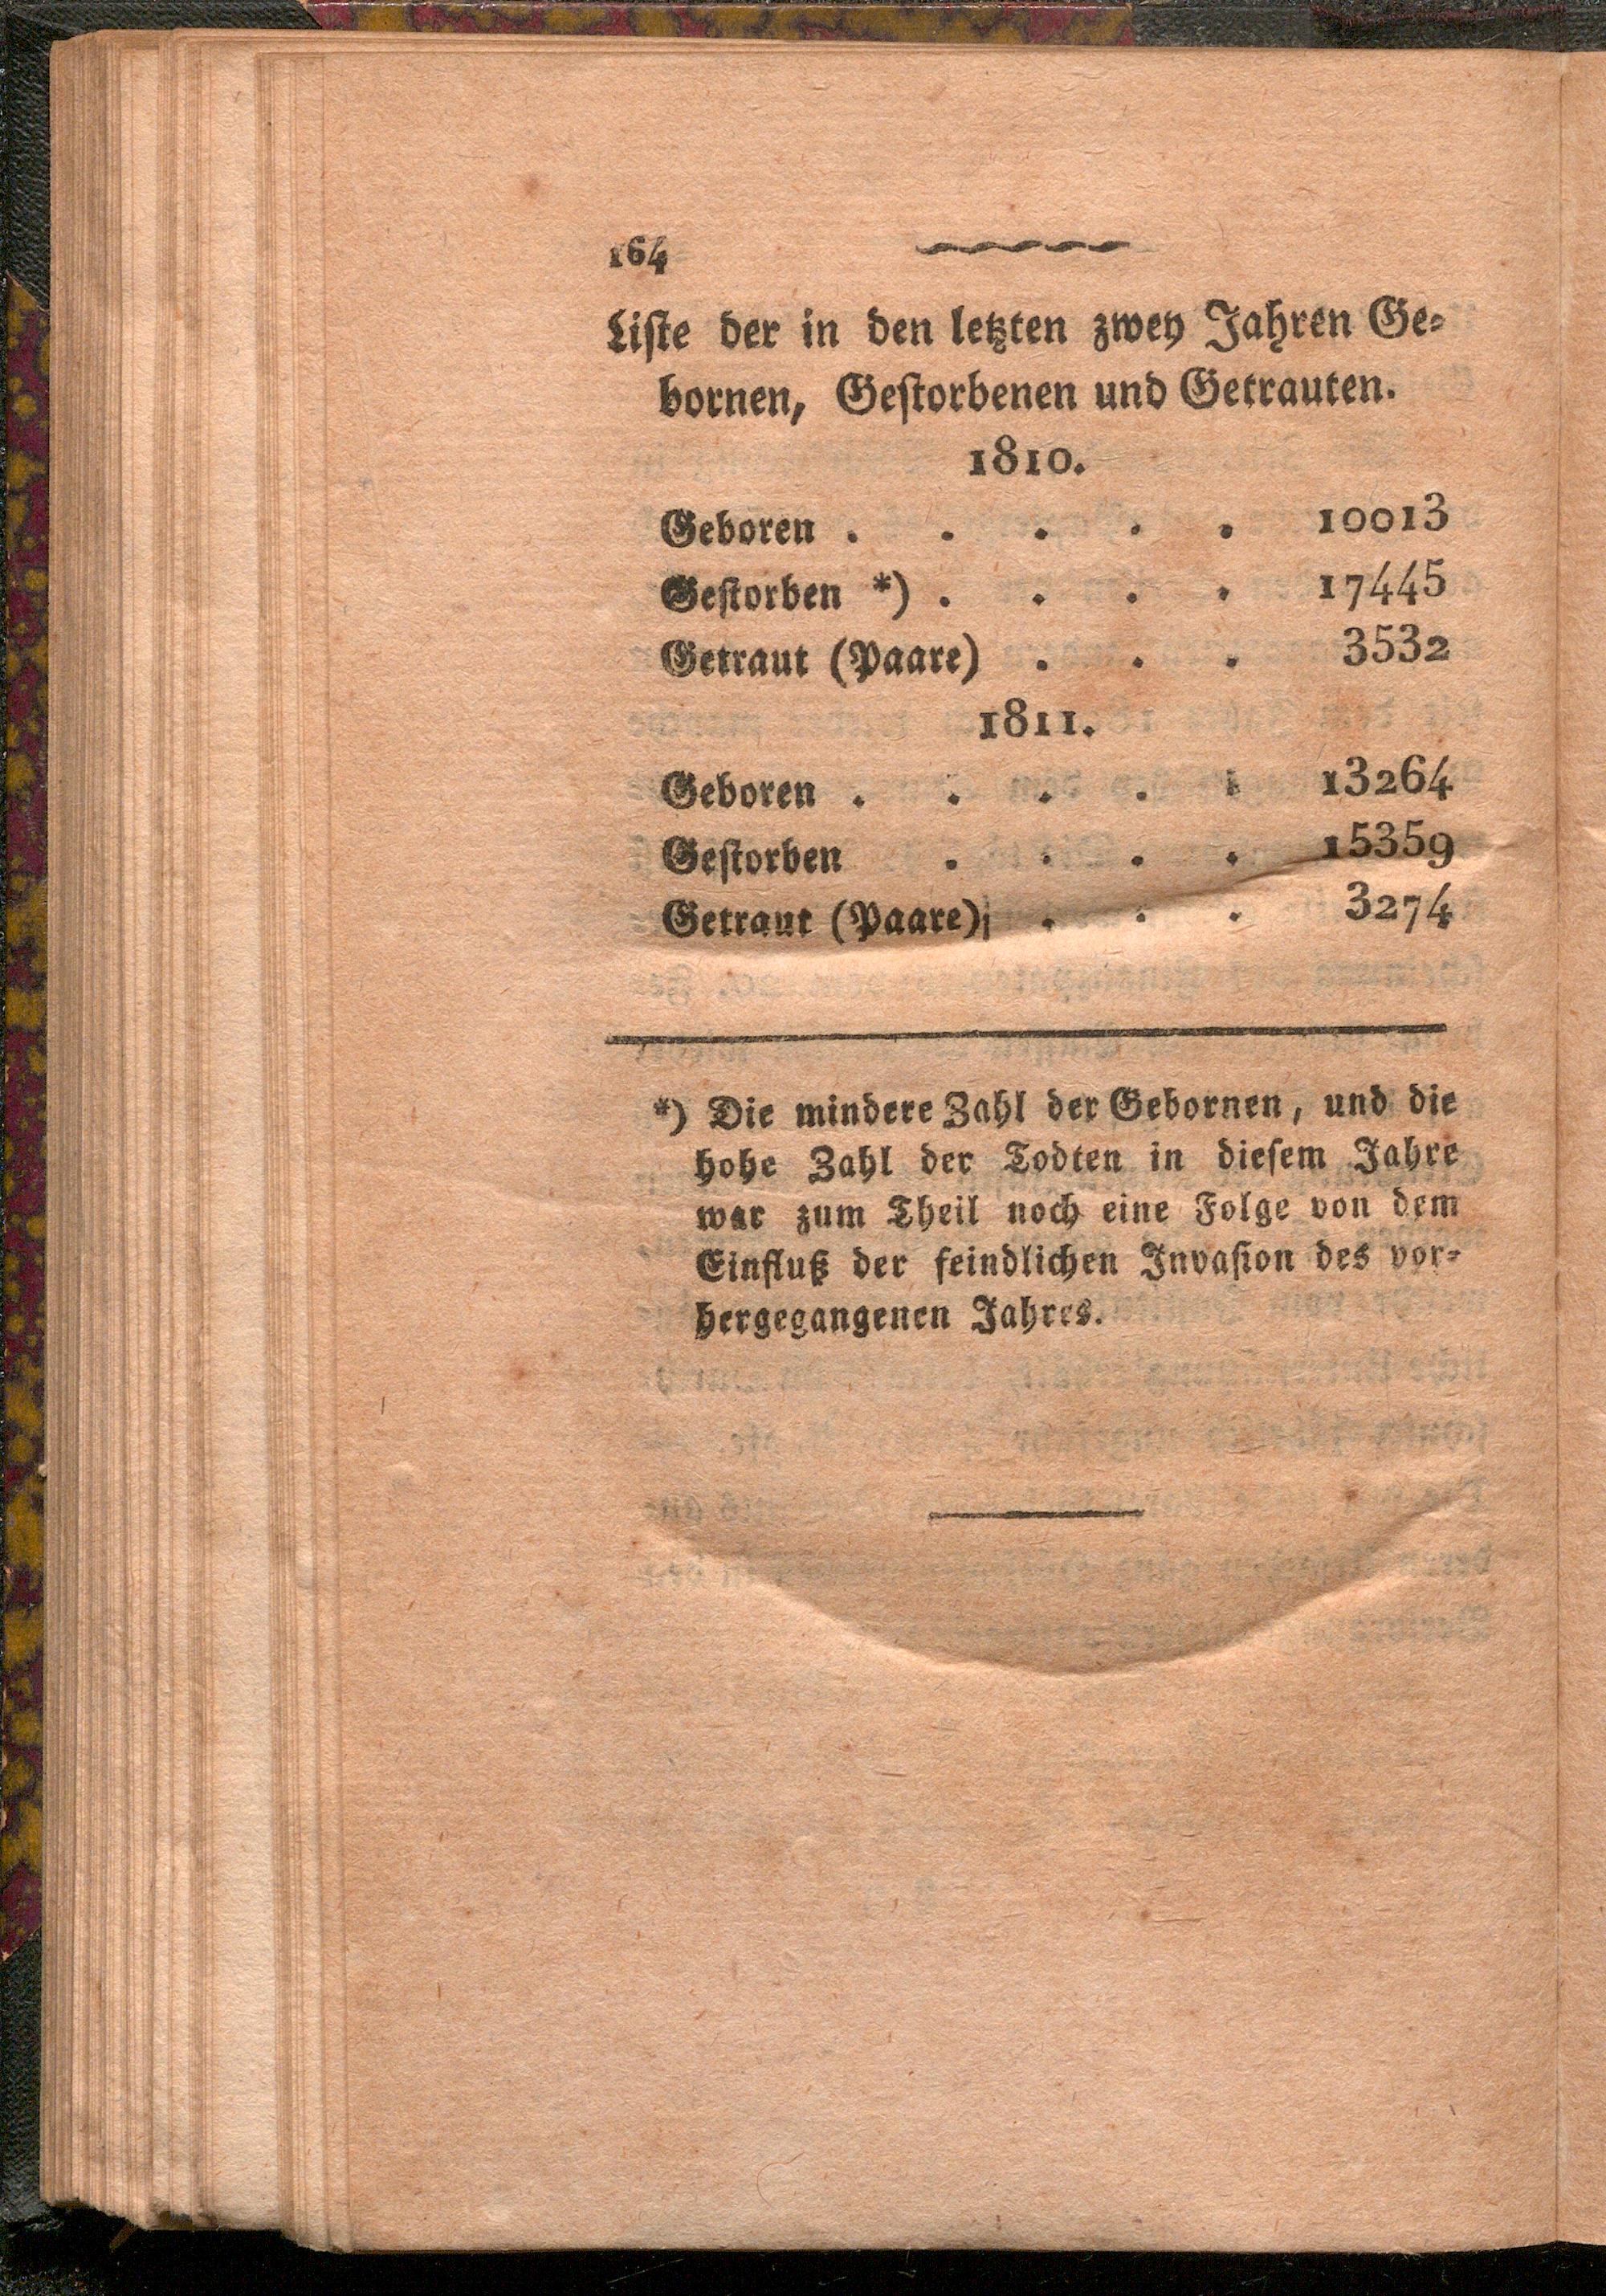 164
Liste der in den letzten zwey Jahren Ge-
bornen, Gestorbenen und Getrauten.
1810.
Geboren . . . . . 10013
Gestorben *) . . . . 17445
Getraut (Paare) . . . 3532
1811.
Geboren . . . . . 13264
Gestorben . . . . 15359
Getraut (Paare) . . . 3274
*) Die mindere Zahl der Gebornen, und die
hohe Zahl der Todten in diesem Jahre
war zum Theil noch eine Folge von dem
Einfluß der feindlichen Invasion des vor-
hergegangenen Jahres.